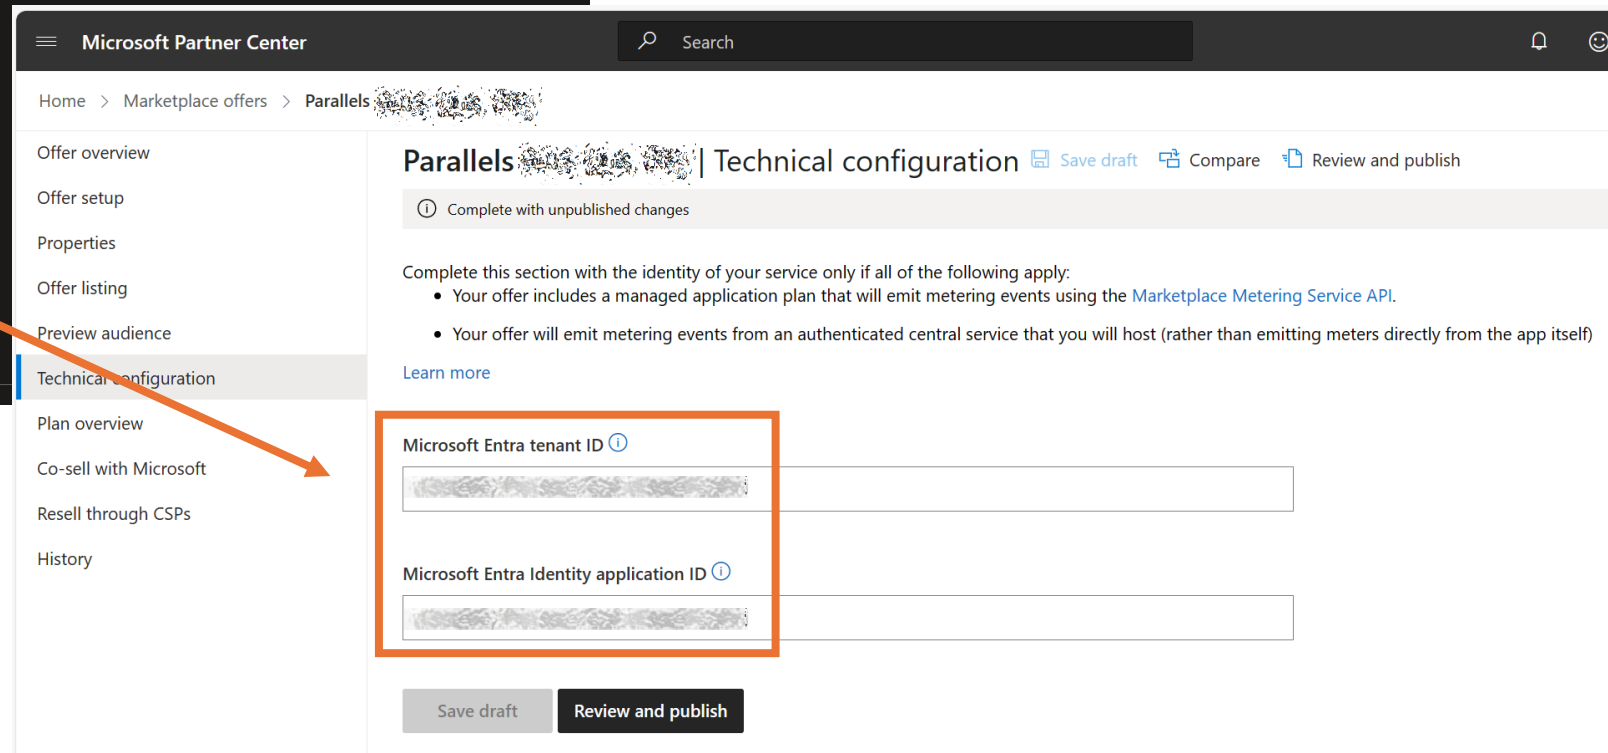 Microsoft Partner Center
Search
Home > Marketplace offers > Parallels
Offer overview
Offer setup
Properties
Offer listing
Preview audience
Technical configuration
Plan overview
Co-sell with Microsoft
Resell through CSPs
History
Parallels | Technical configuration Save draft Compare Review and publish
Complete with unpublished changes
Complete this section with the identity of your service only if all of the following apply:
• Your offer includes a managed application plan that will emit metering events using the Marketplace Metering Service API.
• Your offer will emit metering events from an authenticated central service that you will host (rather than emitting meters directly from the app itself)
Learn more
Microsoft Entra tenant ID
Microsoft Entra Identity application ID
Save draft Review and publish